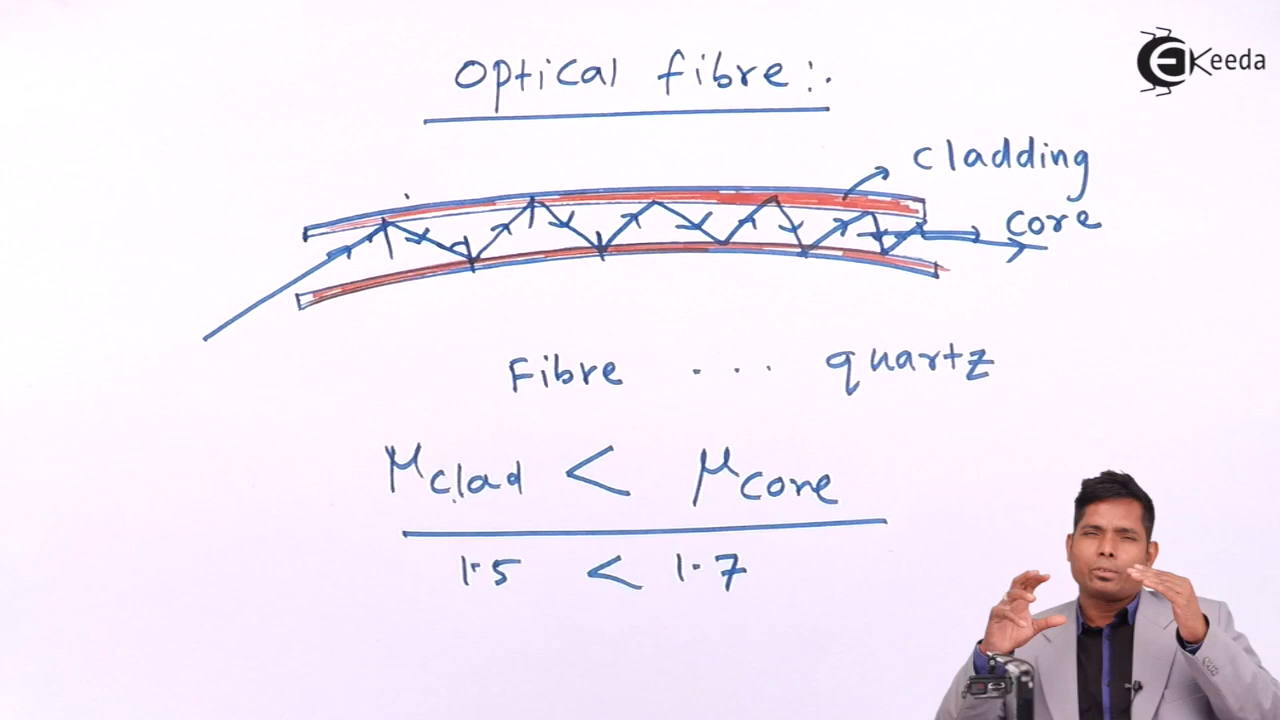 Optical fibre:.
eKeeda
cladding
core
Fibre ... quartz
μclad < μcore
1.5 < 1.7